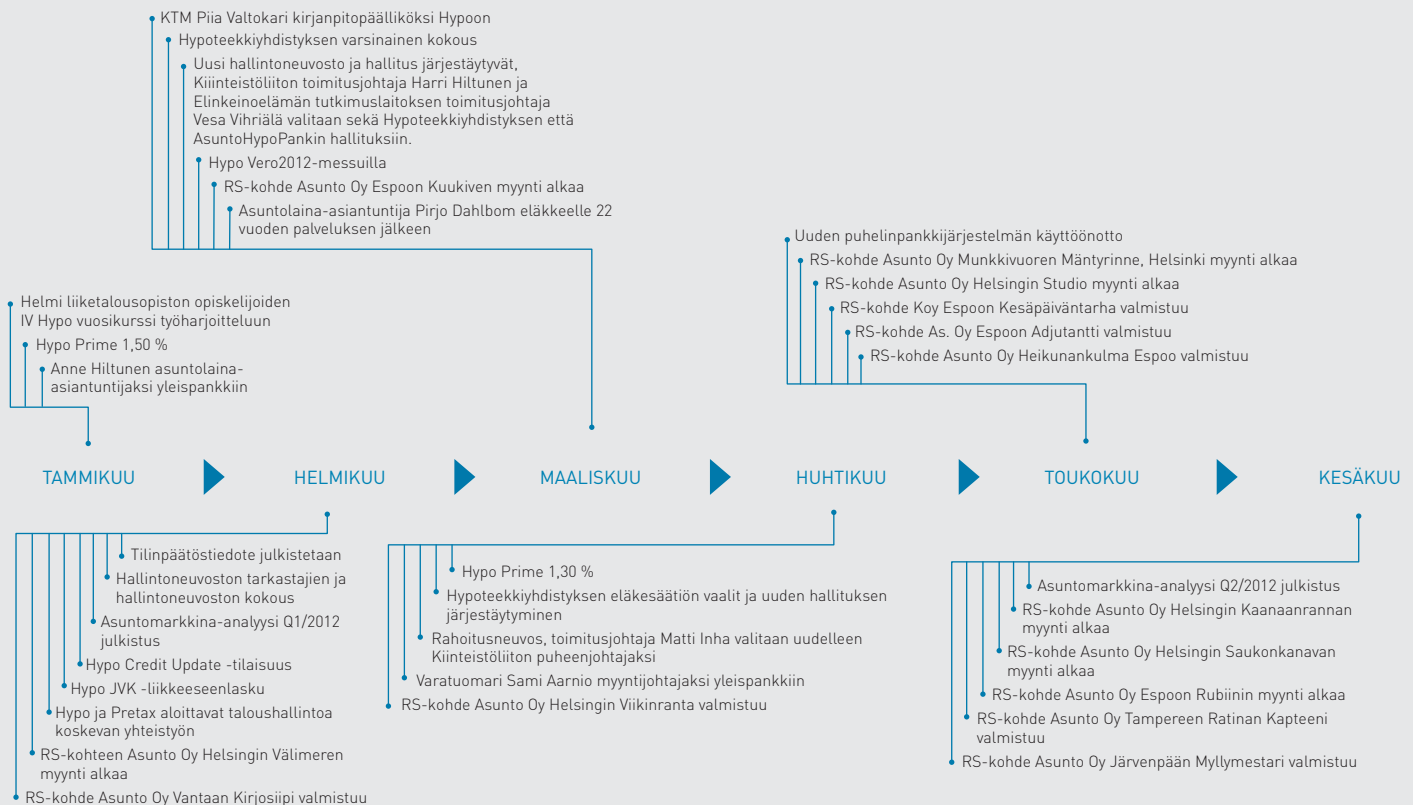 KTM Piia Valtokari kirjanpitopäälliköksi Hypoon
Hypoteekkiyhdistyksen varsinainen kokous
Uusi hallintoneuvosto ja hallitus järjestäytyvät,
Kiiinteistöliiton toimitusjohtaja Harri Hiltunen ja
Elinkeinoelämän tutkimuslaitoksen toimitusjohtaja
Vesa Vihriälä valitaan sekä Hypoteekkiyhdistyksen että
AsuntoHypoPankin hallituksiin.
Hypo Vero2012-messuilla
RS-kohde Asunto Oy Espoon Kuukiven myynti alkaa
Asuntolaina-asiantuntija Pirjo Dahlbom eläkkeelle 22
vuoden palveluksen jälkeen
Uuden puhelinpankkijärjestelmän käyttöönotto
RS-kohde Asunto Oy Munkkivuoren Mäntyrinne, Helsinki myynti alkaa
RS-kohde Asunto Oy Helsingin Studio myynti alkaa
RS-kohde Koy Espoon Kesäpäiväntarha valmistuu
RS-kohde As. Oy Espoon Adjutantti valmistuu
RS-kohde Asunto Oy Heikunankulma Espoo valmistuu
Helmi liiketalousopiston opiskelijoiden
IV Hypo vuosikurssi työharjoitteluun
Hypo Prime 1,50 %
Anne Hiltunen asuntolaina-
asiantuntijaksi yleispankkiin
TAMMIKUU
HELMIKUU
MAALISKUU
HUHTIKUU
TOUKOKUU
KESÄKUU
Tilinpäätöstiedote julkistetaan
Hallintoneuvoston tarkastajien ja
hallintoneuvoston kokous
Asuntomarkkina-analyysi Q1/2012
julkistus
Hypo Credit Update -tilaisuus
Hypo JVK -liikkeeseenlasku
Hypo ja Pretax aloittavat taloushallintoa
koskevan yhteistyön
RS-kohteen Asunto Oy Helsingin Välimeren
myynti alkaa
RS-kohde Asunto Oy Vantaan Kirjosiipi valmistuu
Hypo Prime 1,30 %
Hypoteekkiyhdistyksen eläkesäätiön vaalit ja uuden hallituksen
järjestäytyminen
Rahoitusneuvos, toimitusjohtaja Matti Inha valitaan uudelleen
Kiinteistöliiton puheenjohtajaksi
Varatuomari Sami Aarnio myyntijohtajaksi yleispankkiin
RS-kohde Asunto Oy Helsingin Viikinranta valmistuu
Asuntomarkkina-analyysi Q2/2012 julkistus
RS-kohde Asunto Oy Helsingin Kaanaanrannan
myynti alkaa
RS-kohde Asunto Oy Helsingin Saukonkanavan
myynti alkaa
RS-kohde Asunto Oy Espoon Rubiinin myynti alkaa
RS-kohde Asunto Oy Tampereen Ratinan Kapteeni
valmistuu
RS-kohde Asunto Oy Järvenpään Myllymestari valmistuu